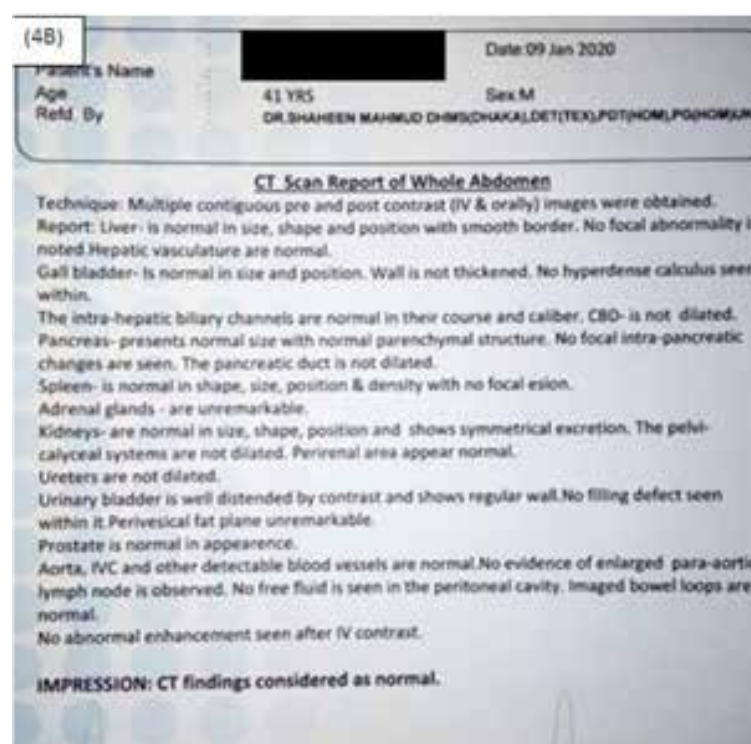 (4B)
Patient's Name
Date:09 Jan 2020
Age 41 YRS Sex:M
Refd. By DR.SHAHEEN MAHMUD DHMS(DHAKA),DET(TEX),PDT(HOM),PG(HOM)UK
CT Scan Report of Whole Abdomen
Technique: Multiple contiguous pre and post contrast (IV & orally) images were obtained.
Report: Liver- is normal in size, shape and position with smooth border. No focal abnormality
noted.Hepatic vasculature are normal.
Gall bladder- Is normal in size and position. Wall is not thickened. No hyperdense calculus seen
within.
The intra-hepatic biliary channels are normal in their course and caliber. CBD- is not dilated.
Pancreas- presents normal size with normal parenchymal structure. No focal intra-pancreatic
changes are seen. The pancreatic duct is not dilated.
Spleen- is normal in shape, size, position & density with no focal esion.
Adrenal glands - are unremarkable.
Kidneys- are normal in size, shape, position and shows symmetrical excretion. The pelvi-
calyceal systems are not dilated. Perirenal area appear normal.
Ureters are not dilated.
Urinary bladder is well distended by contrast and shows regular wall.No filling defect seen
within it.Perivesical fat plane unremarkable.
Prostate is normal in appearence.
Aorta, IVC and other detectable blood vessels are normal.No evidence of enlarged para-aortic
lymph node is observed. No free fluid is seen in the peritoneal cavity. Imaged bowel loops are
normal.
No abnormal enhancement seen after IV contrast.
IMPRESSION: CT findings considered as normal.